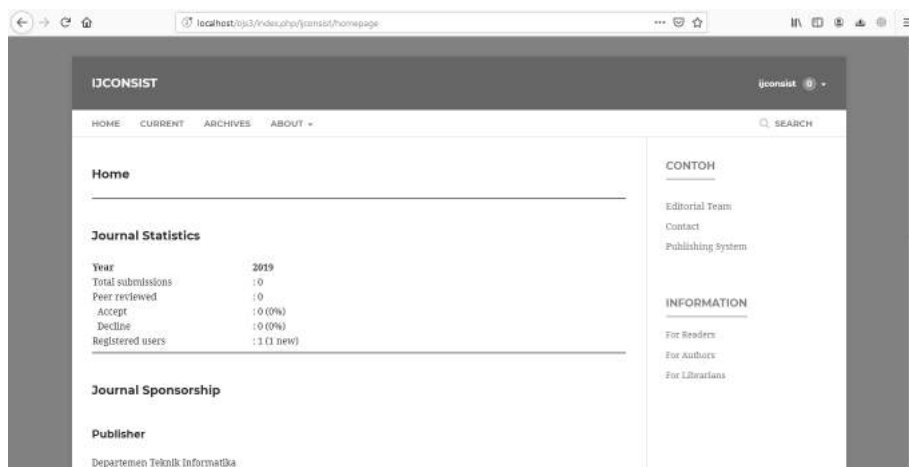 localhost/ojs3/index.php/ijconsist/homepage
IJCONSIST
ijconsist 0
HOME CURRENT ARCHIVES ABOUT
SEARCH
Home
Journal Statistics
Year 2019
Total submissions : 0
Peer reviewed : 0
Accept : 0 (0%)
Decline : 0 (0%)
Registered users : 1 (1 new)
Journal Sponsorship
Publisher
Departemen Teknik Informatika
CONTOH
Editorial Team
Contact
Publishing System
INFORMATION
For Readers
For Authors
For Librarians